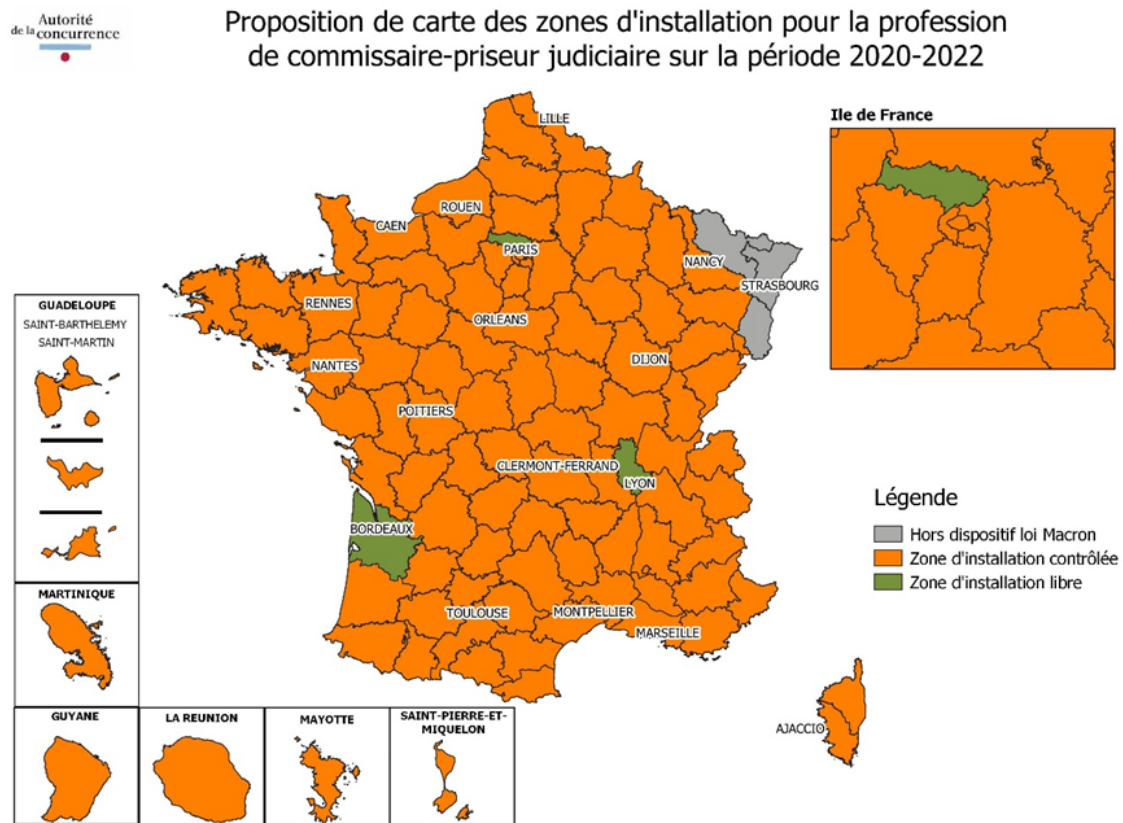 Autorité
de la concurrence
Proposition de carte des zones d'installation pour la profession
de commissaire-priseur judiciaire sur la période 2020-2022
Ile de France
LILLE
ROUEN
CAEN
PARIS
NANCY
STRASBOURG
RENNES
ORLEANS
NANTES
DIJON
POITIERS
CLERMONT-FERRAND
LYON
BORDEAUX
TOULOUSE
MONTPELLIER
MARSEILLE
AJACCIO
GUADELOUPE
SAINT-BARTHELEMY
SAINT-MARTIN
MARTINIQUE
GUYANE
LA REUNION
MAYOTTE
SAINT-PIERRE-ET-
MIQUELON
Légende
Hors dispositif loi Macron
Zone d'installation contrôlée
Zone d'installation libre